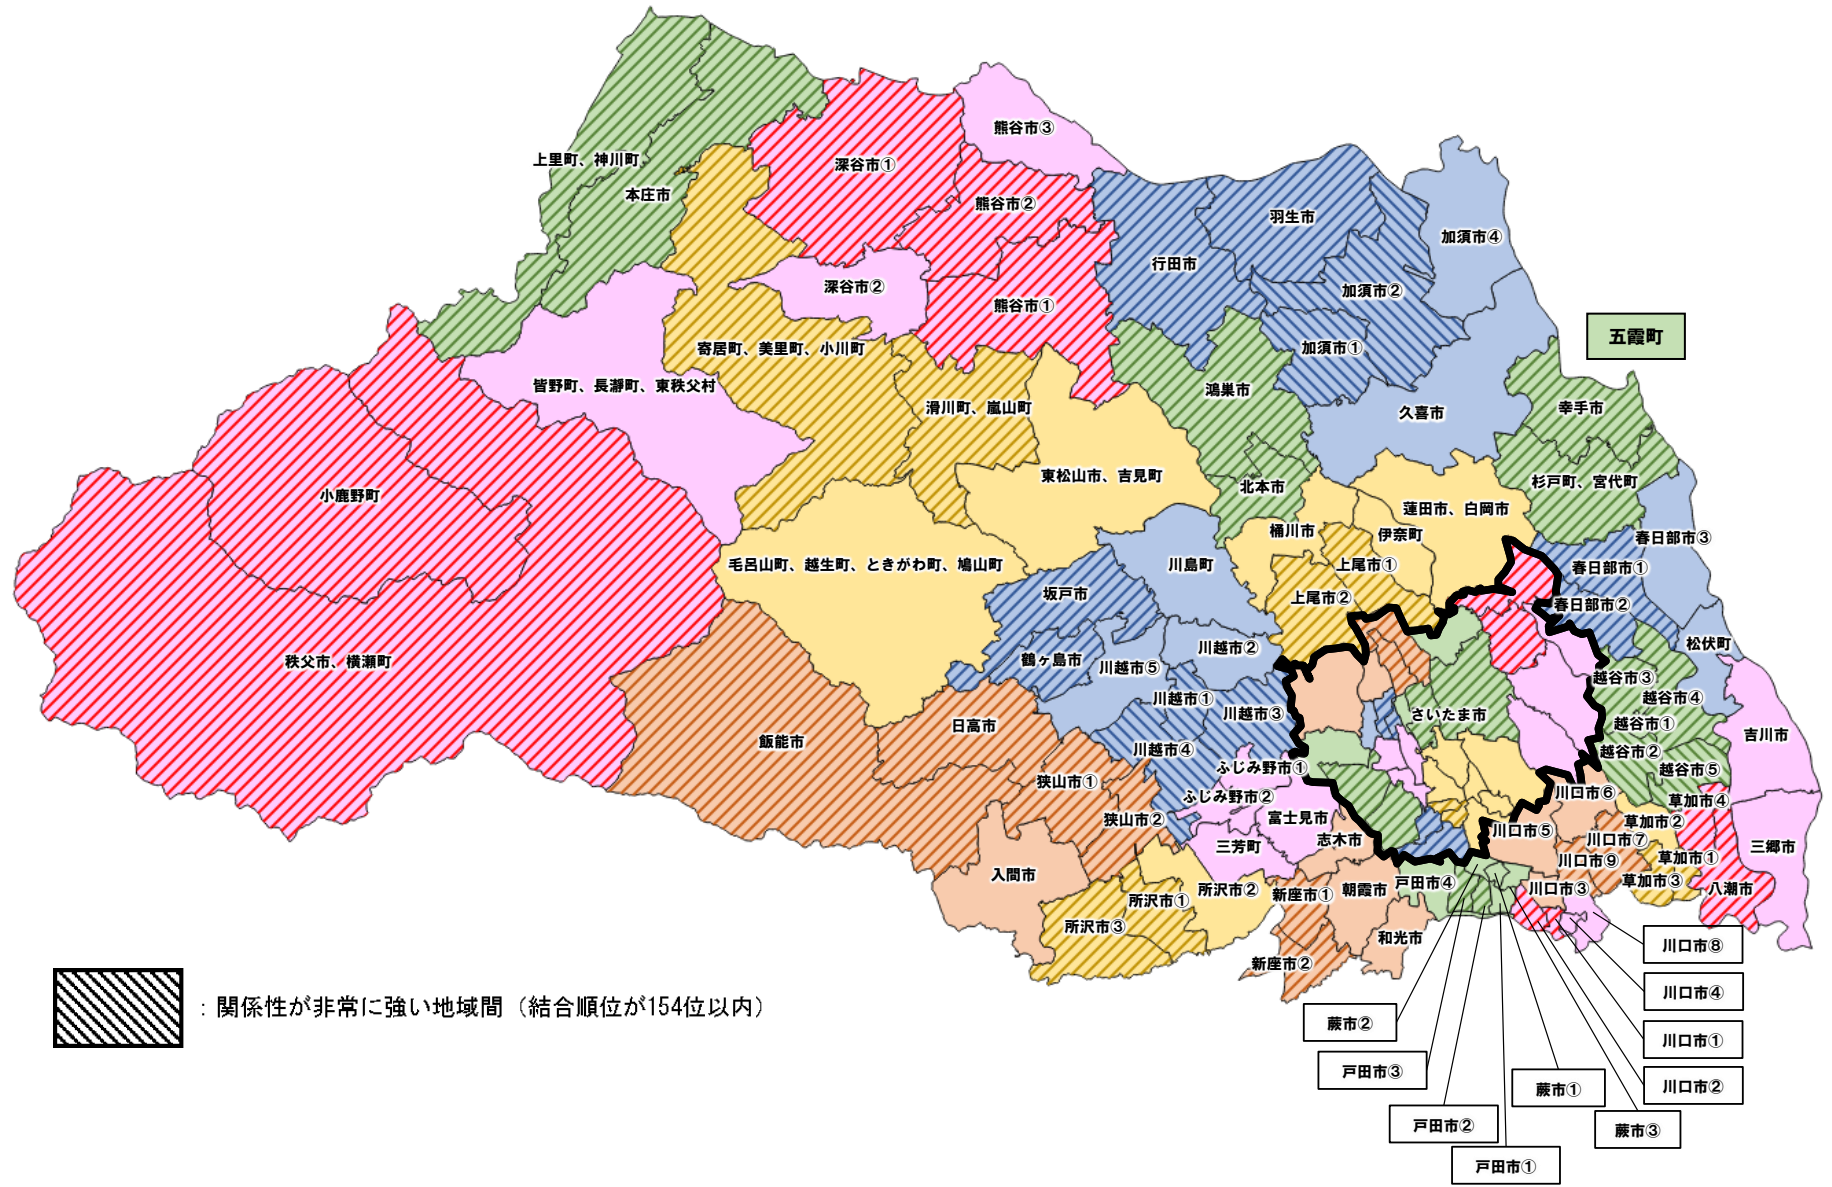 熊谷市③
上里町、神川町
深谷市①
本庄市
熊谷市②
羽生市
加須市④
行田市
深谷市②
加須市②
熊谷市①
五霞町
寄居町、美里町、小川町
加須市①
皆野町、長瀞町、東秩父村
鴻巣市
滑川町、嵐山町
久喜市
幸手市
東松山市、吉見町
杉戸町、宮代町
北本市
小鹿野町
蓮田市、白岡市
桶川市
伊奈町
春日部市③
毛呂山町、越生町、ときがわ町、鳩山町
川島町
上尾市①
春日部市①
坂戸市
上尾市②
春日部市②
松伏町
川越市②
秩父市、横瀬町
鶴ヶ島市
川越市⑤
越谷市③
川越市①
越谷市④
川越市③
さいたま市
日高市
越谷市①
吉川市
飯能市
川越市④
越谷市②
ふじみ野市①
越谷市⑤
狭山市①
川口市⑥
ふじみ野市②
草加市④
狭山市②
富士見市
草加市②
川口市⑤
志木市
川口市⑦
三芳町
三郷市
川口市⑨
草加市①
入間市
戸田市④
草加市③
所沢市②
新座市①
朝霞市
川口市③
八潮市
所沢市①
所沢市③
和光市
川口市⑧
新座市②
川口市④
：関係性が非常に強い地域間（結合順位が154位以内）
蕨市②
川口市①
戸田市③
川口市②
蕨市①
戸田市②
蕨市③
戸田市①